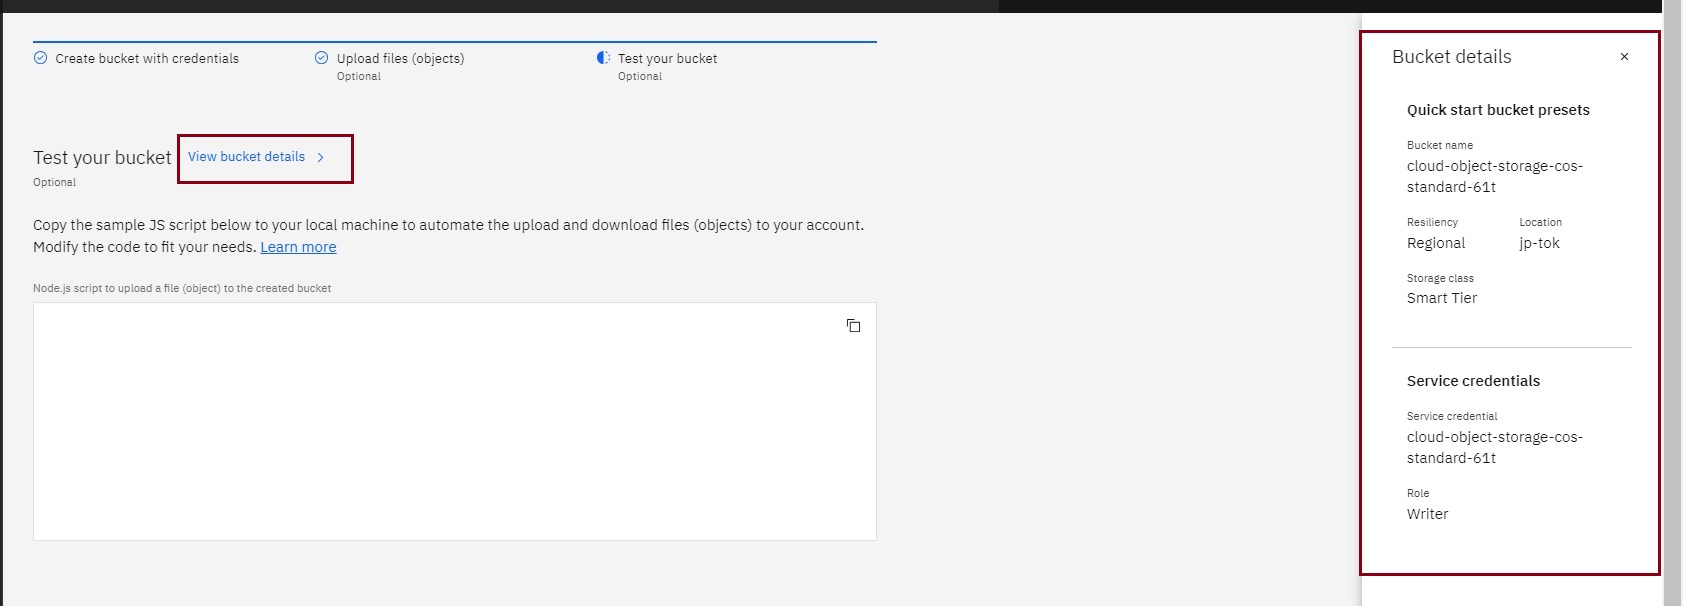 Create bucket with credentials
Upload files (objects)
Optional
Test your bucket
Optional
Test your bucket
View bucket details
Optional
Copy the sample JS script below to your local machine to automate the upload and download files (objects) to your account.
Modify the code to fit your needs. Learn more
Node.js script to upload a file (object) to the created bucket
Bucket details
Quick start bucket presets
Bucket name
cloud-object-storage-cos-
standard-61t
Resiliency
Location
Regional
jp-tok
Storage class
Smart Tier
Service credentials
Service credential
cloud-object-storage-cos-
standard-61t
Role
Writer